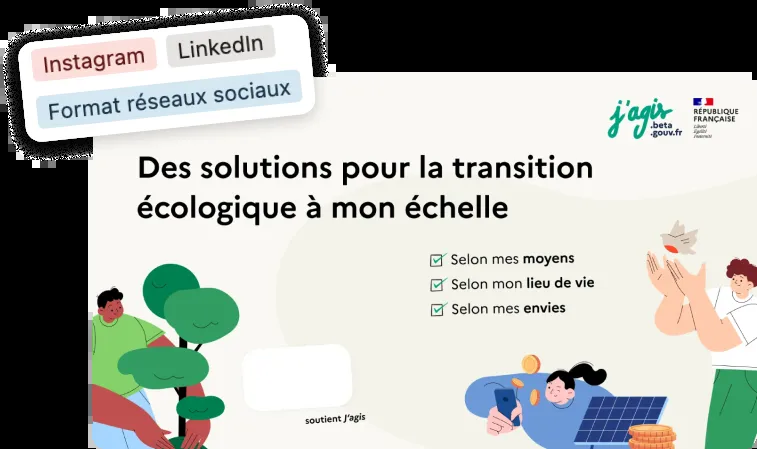 Instagram
LinkedIn
Format réseaux sociaux
j'agis
.beta
.gouv.fr
RÉPUBLIQUE
FRANÇAISE
Liberté
Égalité
Fraternité
Des solutions pour la transition
écologique à mon échelle
Selon mes moyens
Selon mon lieu de vie
Selon mes envies
soutient J'agis